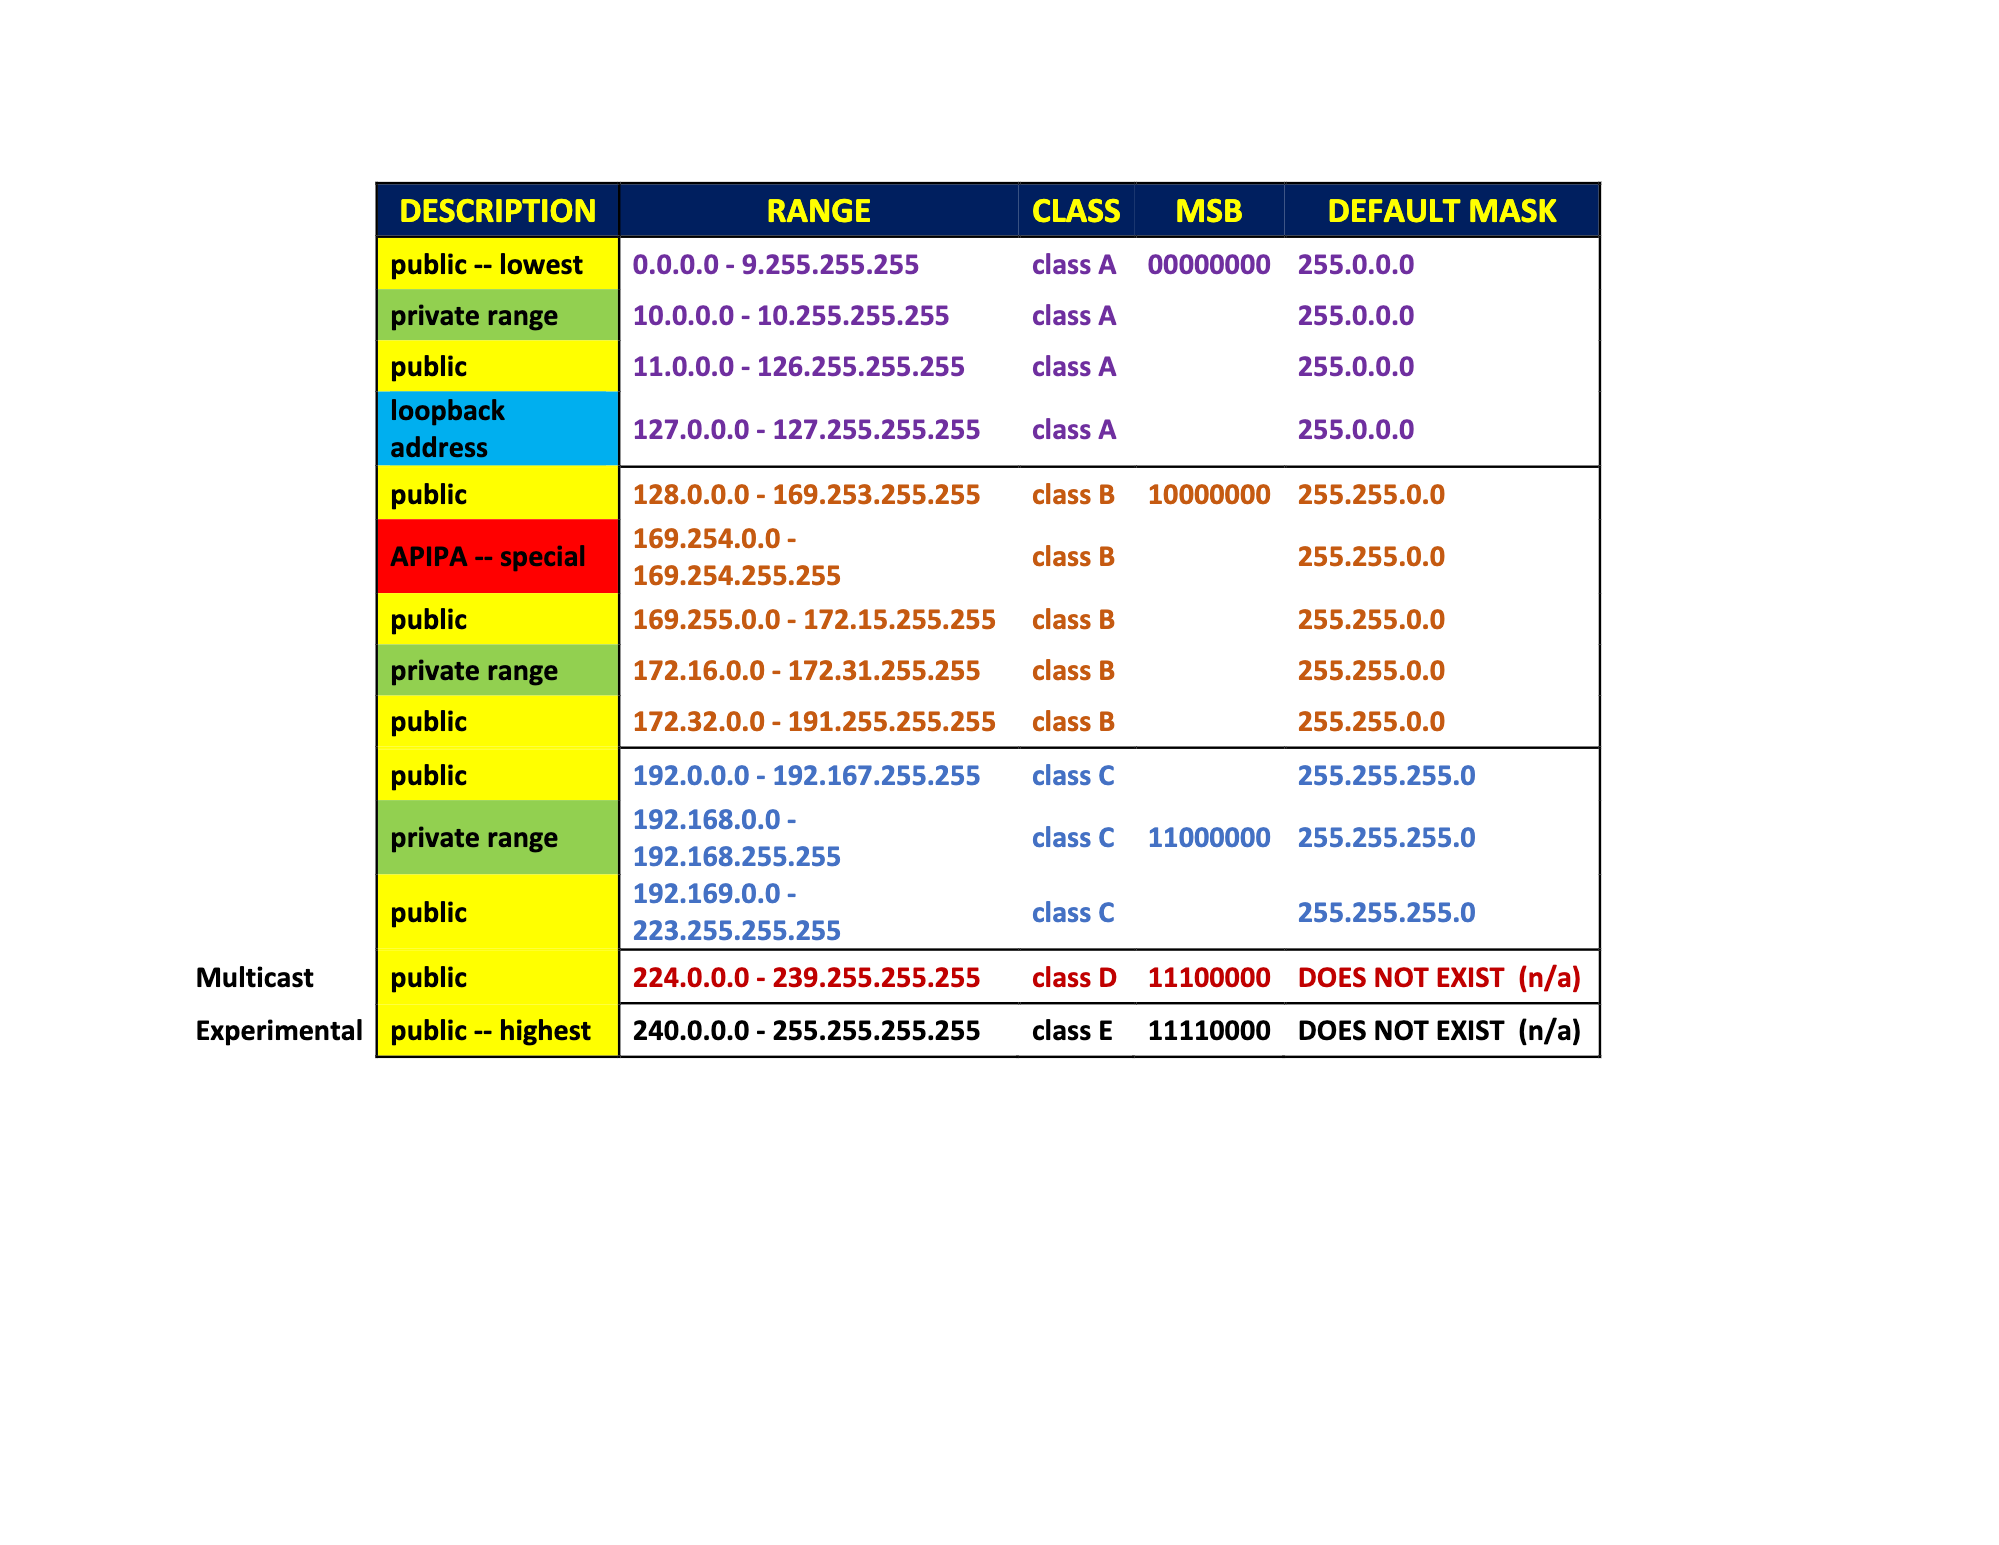 DESCRIPTION RANGE CLASS MSB DEFAULT MASK
public -- lowest 0.0.0.0 - 9.255.255.255 class A 00000000 255.0.0.0
private range 10.0.0.0 - 10.255.255.255 class A 255.0.0.0
public 11.0.0.0 - 126.255.255.255 class A 255.0.0.0
loopback
address 127.0.0.0 - 127.255.255.255 class A 255.0.0.0
public 128.0.0.0 - 169.253.255.255 class B 10000000 255.255.0.0
APIPA -- special 169.254.0.0 -
169.254.255.255 class B 255.255.0.0
public 169.255.0.0 - 172.15.255.255 class B 255.255.0.0
private range 172.16.0.0 - 172.31.255.255 class B 255.255.0.0
public 172.32.0.0 - 191.255.255.255 class B 255.255.0.0
public 192.0.0.0 - 192.167.255.255 class C 255.255.255.0
private range 192.168.0.0 -
192.168.255.255 class C 11000000 255.255.255.0
public 192.169.0.0 -
223.255.255.255 class C 255.255.255.0
Multicast public 224.0.0.0 - 239.255.255.255 class D 11100000 DOES NOT EXIST (n/a)
Experimental public -- highest 240.0.0.0 - 255.255.255.255 class E 11110000 DOES NOT EXIST (n/a)